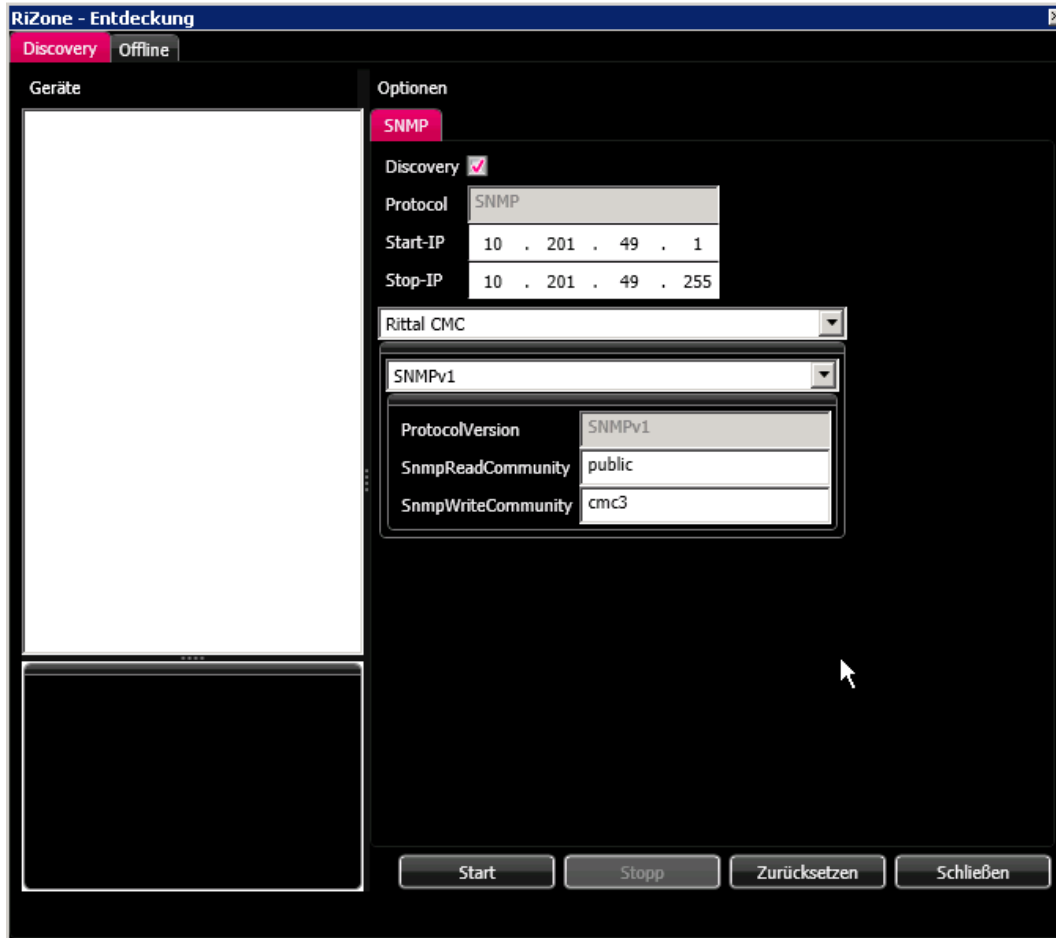 RiZone - Entdeckung
Discovery Offline
Geräte
Optionen
SNMP
Discovery
Protocol SNMP
Start-IP 10 . 201 . 49 . 1
Stop-IP 10 . 201 . 49 . 255
Rittal CMC
SNMPv1
ProtocolVersion SNMPv1
SnmpReadCommunity public
SnmpWriteCommunity cmc3
Start Stopp Zurücksetzen Schließen